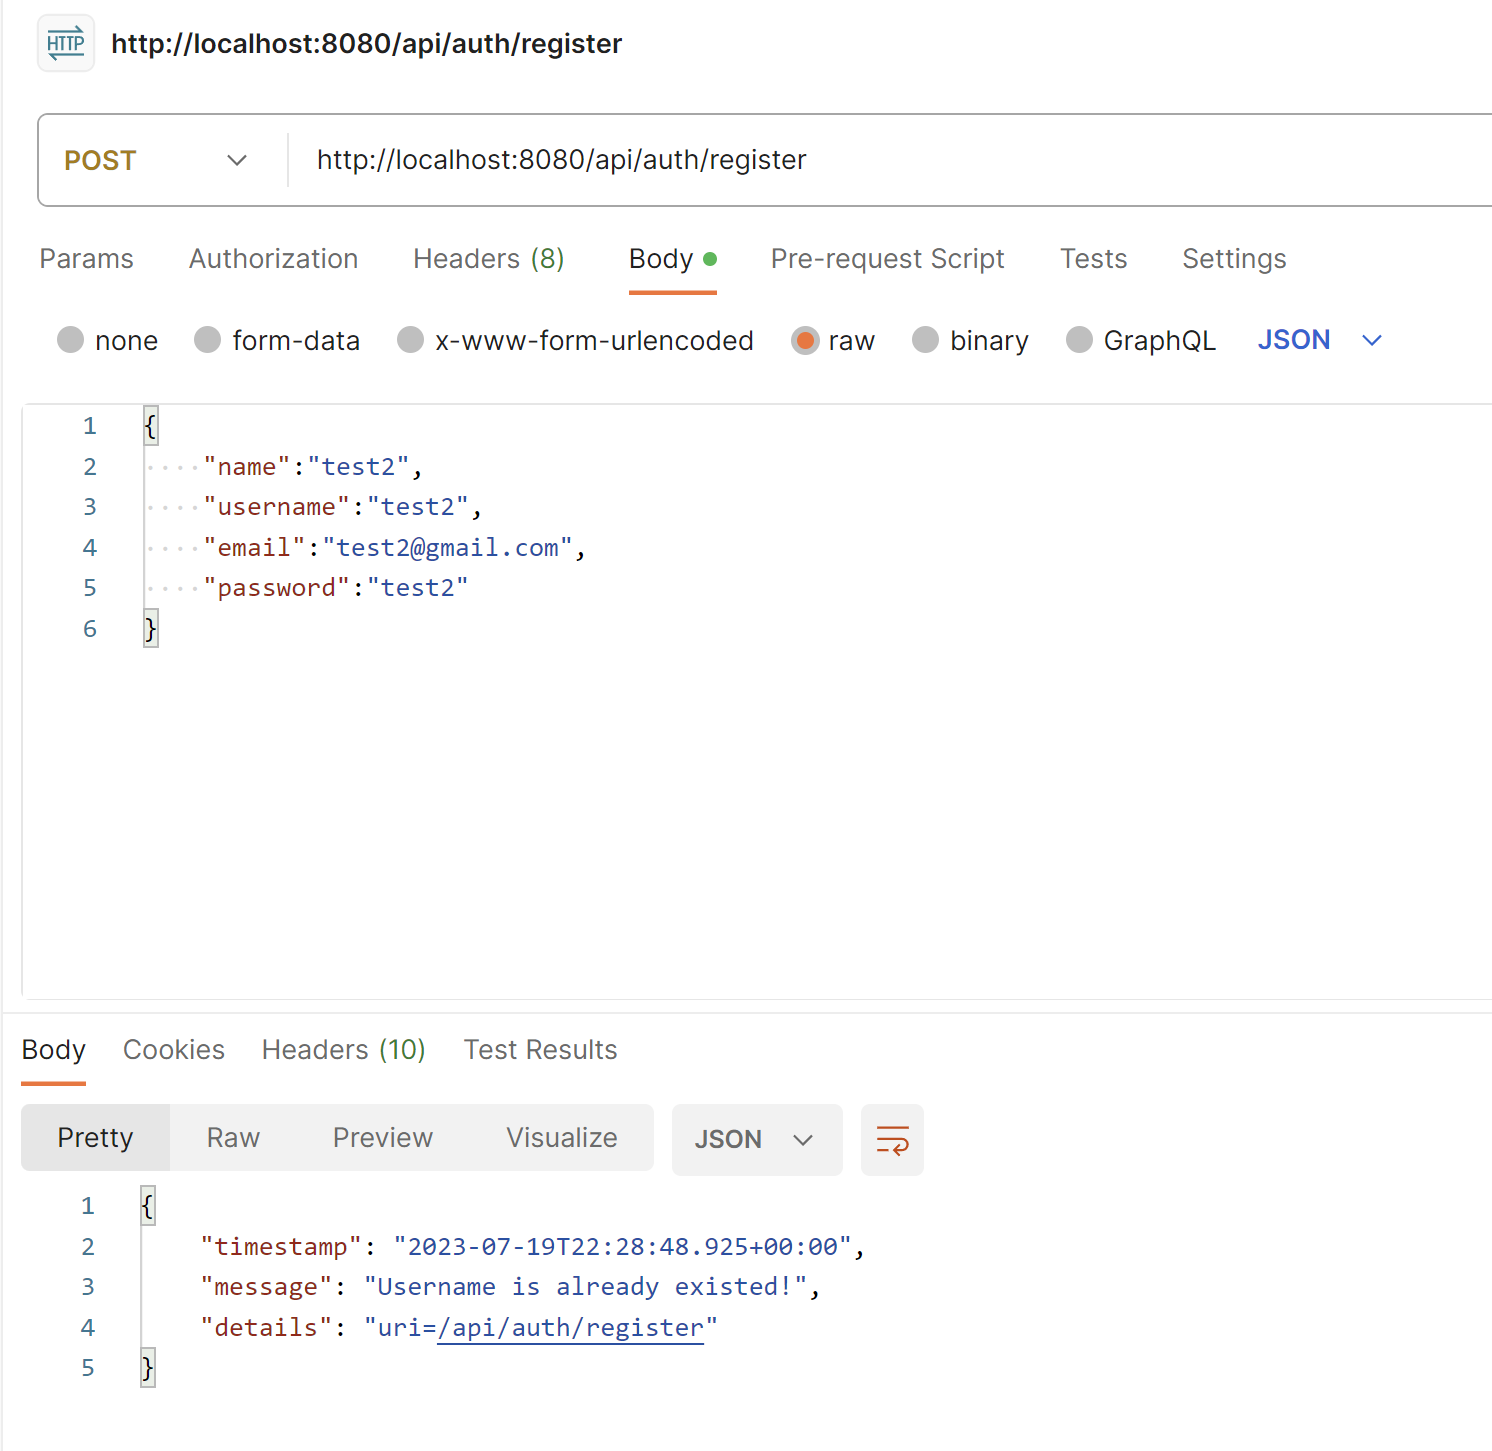 HTTP http://localhost:8080/api/auth/register
POST http://localhost:8080/api/auth/register
Params Authorization Headers (8) Body Pre-request Script Tests Settings
none form-data x-www-form-urlencoded raw binary GraphQL JSON
1 {
2 "name":"test2",
3 "username":"test2",
4 "email":"test2@gmail.com",
5 "password":"test2"
6 }
Body Cookies Headers (10) Test Results
Pretty Raw Preview Visualize JSON
1 {
2 "timestamp": "2023-07-19T22:28:48.925+00:00",
3 "message": "Username is already existed!",
4 "details": "uri=/api/auth/register"
5 }